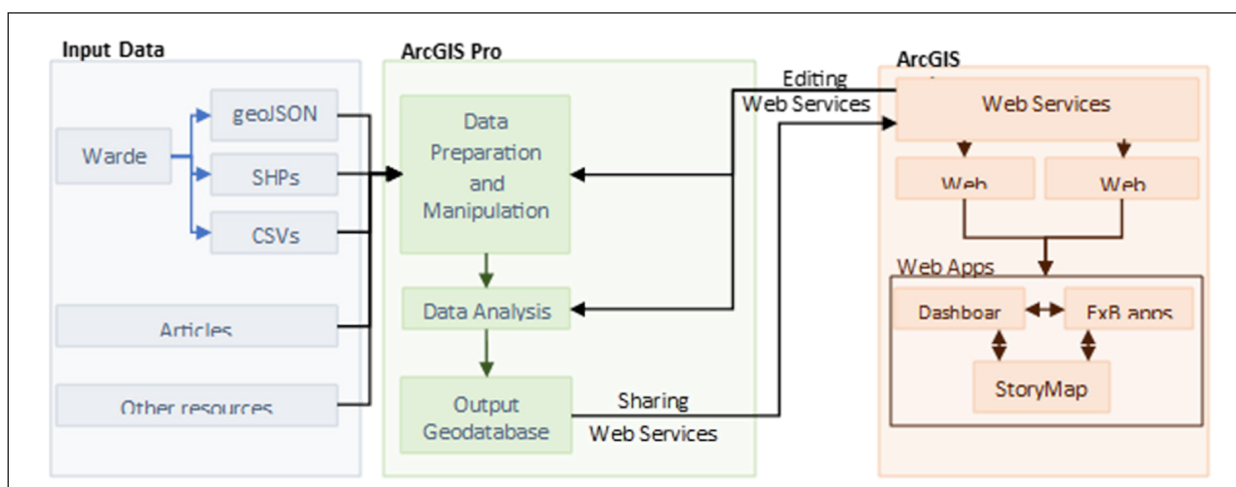 Input Data
Warde
geoJSON
SHPs
CSVs
Articles
Other resources
ArcGIS Pro
Data
Preparation
and
Manipulation
Data Analysis
Output
Geodatabase
Editing
Web Services
Sharing
Web Services
ArcGIS
Web Services
Web
Web
Web Apps
Dashboar
ExB apps
StoryMap